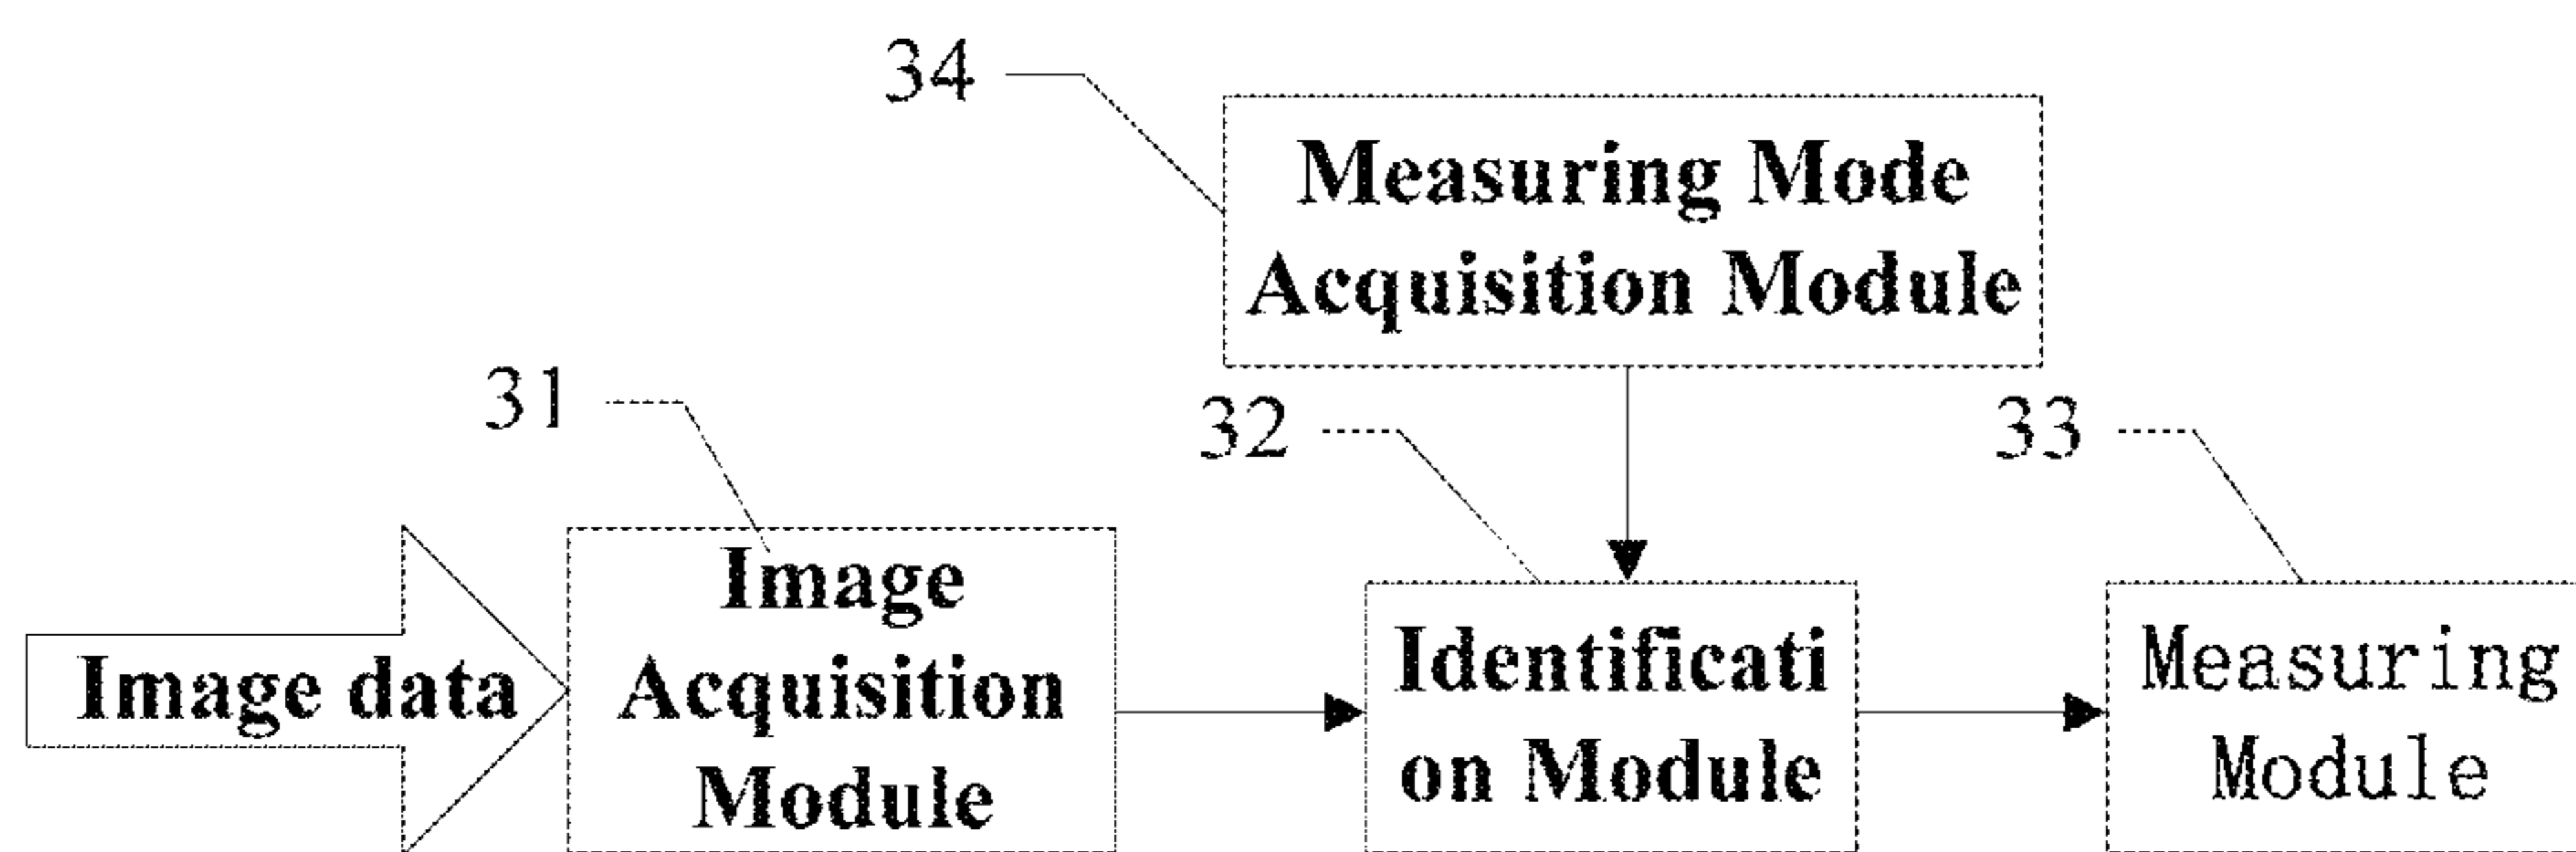 34
Measuring Mode
Acquisition Module
31
32
33
Image data
Image
Acquisition
Module
Identificati
on Module
Measuring
Module